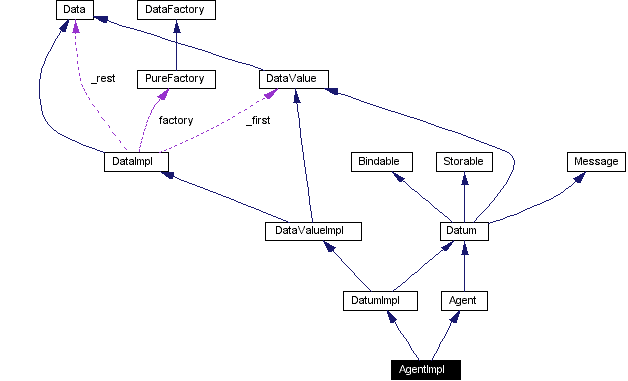 Data
DataFactory
_rest
PureFactory
DataValue
factory
_first
DataImpl
Bindable
Storable
Message
DataValueImpl
Datum
DatumImpl
Agent
AgentImpl